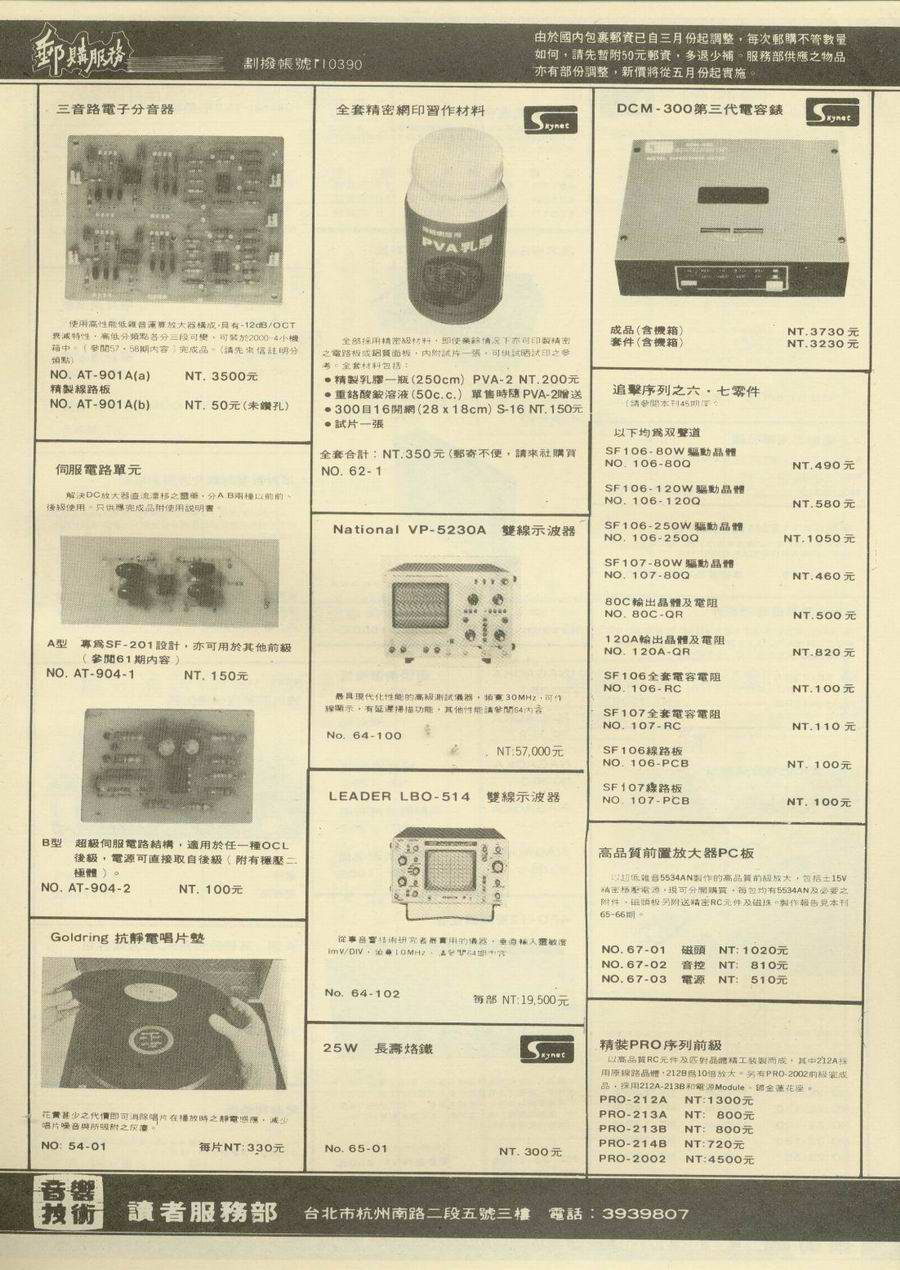 郵購服務
劃撥帳號110390
由於國內包裹郵資已自三月份起調整，每次郵購不管數量
如何，請先暫附50元郵資，多退少補。服務部供應之物品
亦有部份調整，新價將從五月份起實施。
三音路電子分音器
使用高性能低雜音運算放大器構成，具有-12dB/OCT
衰減特性，高低分頻點各分三段可變，可裝於2000-4小機
箱中。（參閱57、58期內容）完成品。（請先來信註明分
頻點）
NO. AT-901A(a) NT. 3500元
精製線路板
NO. AT-901A(b) NT. 50元(未鑽孔)
伺服電路單元
解決DC放大器直流漂移之靈藥，分A.B兩種以前前、
後級使用。只供應完成品附使用說明書。
A型 專為SF-201設計，亦可用於其他前級
（參閱61期內容）
NO. AT-904-1 NT. 150元
B型 超級伺服電路結構，適用於任一種OCL
後級，電源可直接取自後級（附有穩壓二
極體）。
NO. AT-904-2 NT. 100元
Goldring 抗靜電唱片墊
花費甚少之代價即可消除唱片在播放時之靜電感應，減少
唱片噪音與所吸附之灰塵。
NO: 54-01 每片NT:330元
全套精密網印習作材料
Skynet
PVA乳膠
全部採用精密級材料，即使業餘情況下亦可印製精密
之電路板或鋁質面板，內附試片一張，可供試晒試印之參
考。全套材料包括：
●精製乳膠一瓶(250cm) PVA-2 NT.200元
●重鉻酸銨溶液(50c.c.) 單售時隨PVA-2贈送
●300目16開網(28 x 18cm) S-16 NT.150元
●試片一張
全套合計：NT.350元(郵寄不便，請來社購買
NO. 62-1
National VP-5230A 雙線示波器
最具現代化性能的高級測試儀器，頻寬30MHz，可作
線顯示，有延遲掃描功能，其他性能請參閱64內容
No. 64-100
NT:57,000元
LEADER LBO-514 雙線示波器
從事音響技術研究者最實用的儀器，垂直輸入靈敏度
1mV/DIV，頻寬10MHz，請參閱64期內容
No. 64-102 每部 NT:19,500元
25W 長壽烙鐵
Skynet
No. 65-01 NT. 300元
DCM-300第三代電容錶
Skynet
成品(含機箱) NT.3730元
套件(含機箱) NT.3230元
追擊序列之六・七零件
（請參閱本刊45期
以下均為双聲道
SF106-80W驅動晶體
NO. 106-80Q NT.490元
SF106-120W驅動晶體
NO. 106-120Q NT.580元
SF106-250W驅動晶體
NO. 106-250Q NT.1050元
SF107-80W驅動晶體
NO. 107-80Q NT.460元
80C輸出晶體及電阻
NO. 80C-QR NT.500元
120A輸出晶體及電阻
NO. 120A-QR NT.820元
SF106全套電容電阻
NO. 106-RC NT.100元
SF107全套電容電阻
NO. 107-RC NT.110元
SF106線路板
NO. 106-PCB NT. 100元
SF107線路板
NO. 107-PCB NT. 100元
高品質前置放大器PC板
以超低雜音5534AN製作的高品質前級放大，包括±15V
精密穩壓電源，現可分開購買，每包均有5534AN及必要之
附件，磁頭板另附送精密RC元件及磁珠。製作報告見本刊
65-66期。
NO.67-01 磁頭 NT: 1020元
NO.67-02 音控 NT: 810元
NO.67-03 電源 NT: 510元
精裝PRO序列前級
以高品質RC元件及匹對晶體精工裝製而成，其中212A採
用原線路晶體，212B為10倍放大。另有PRO-2002前級完成
品，採用212A-213B和電源Module、鍍金蓮花座。
PRO-212A NT:1300元
PRO-213A NT: 800元
PRO-213B NT: 800元
PRO-214B NT:720元
PRO-2002 NT:4500元
音響
技術
讀者服務部 台北市杭州南路二段五號三樓 電話：3939807